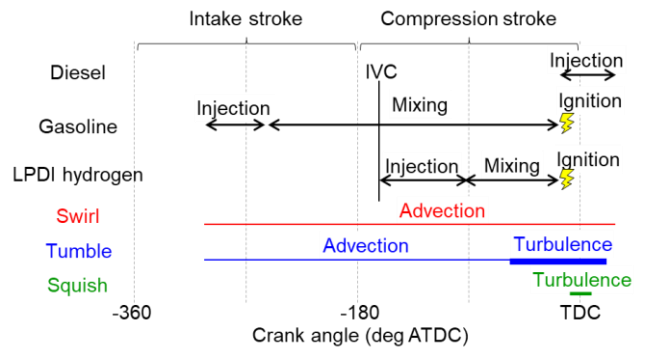 Intake stroke Compression stroke
Diesel Injection
IVC
Gasoline Injection Mixing Ignition
LPDI hydrogen Injection Mixing Ignition
Swirl Advection
Tumble Advection Turbulence
Squish Turbulence
-360 -180 TDC
Crank angle (deg ATDC)